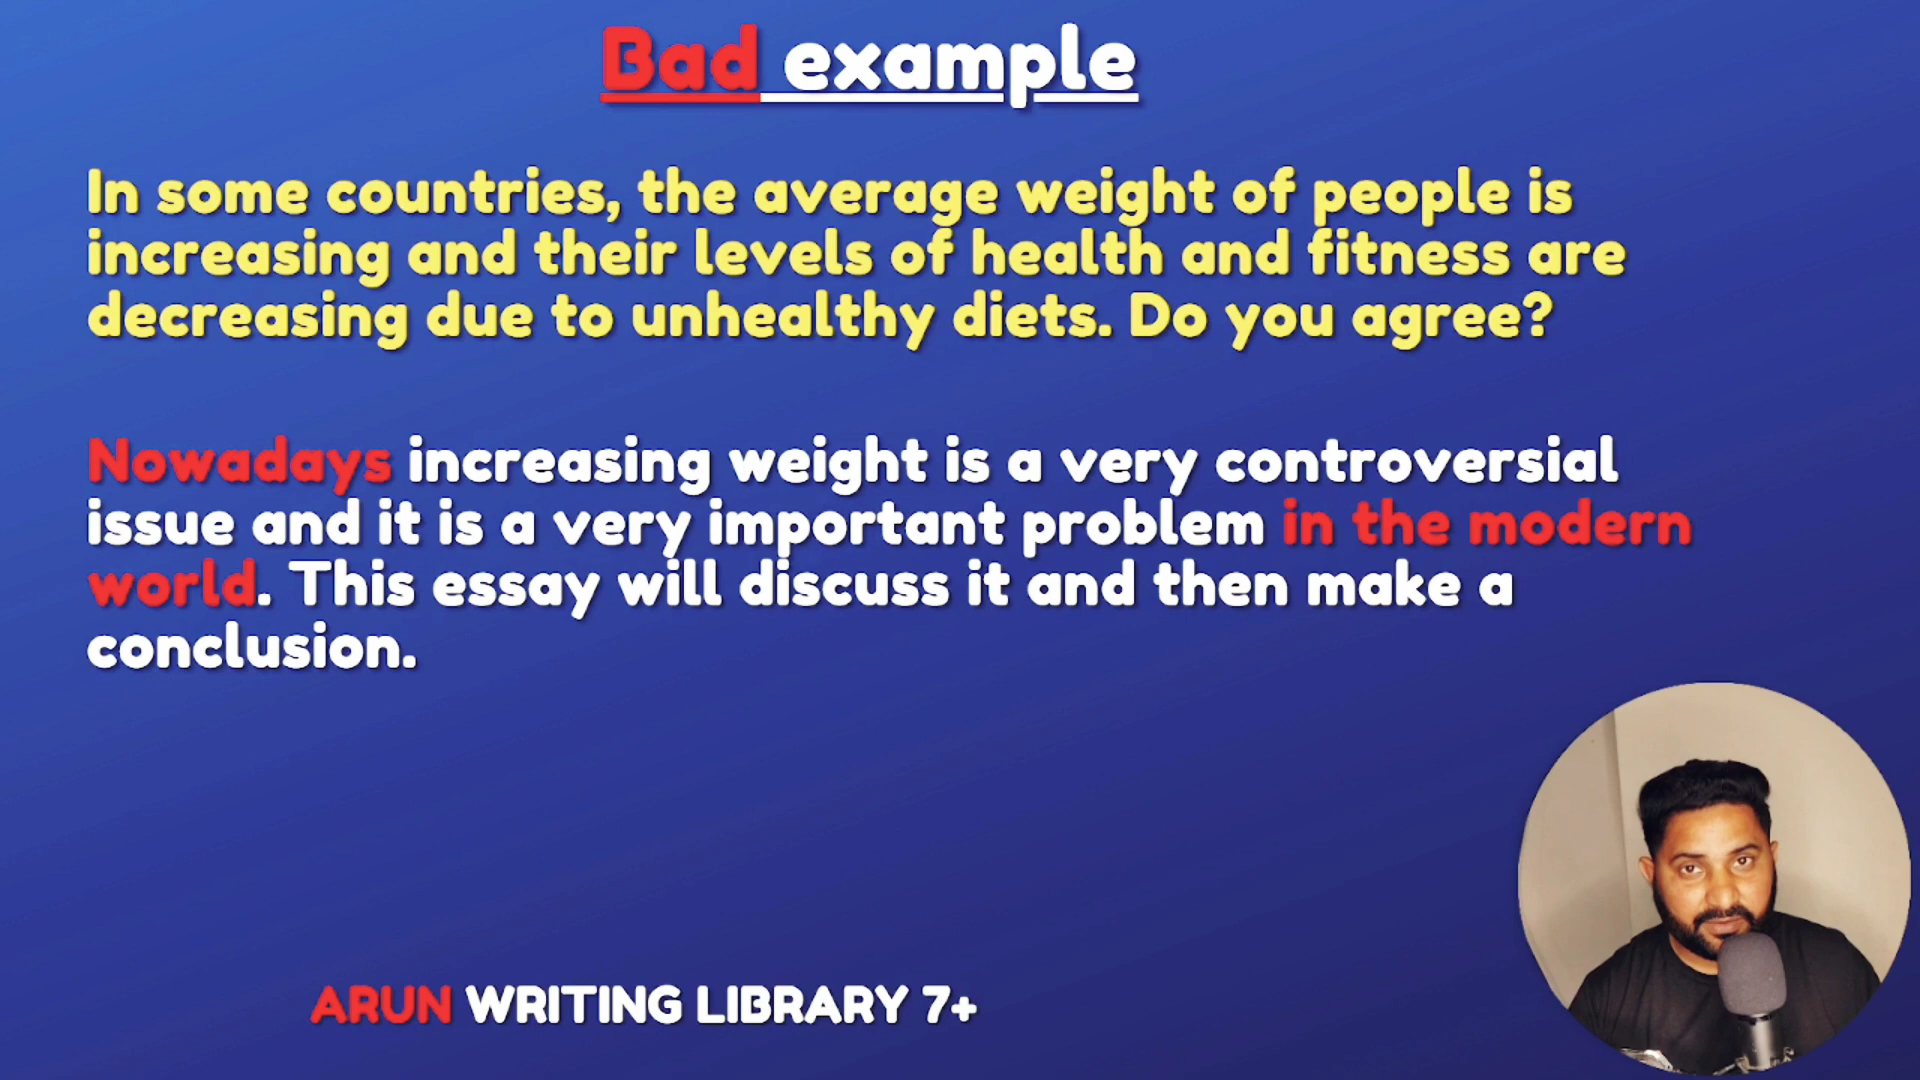 Bad example
In some countries, the average weight of people is
increasing and their levels of health and fitness are
decreasing due to unhealthy diets. Do you agree?
Nowadays increasing weight is a very controversial
issue and it is a very important problem in the modern
world. This essay will discuss it and then make a
conclusion.
ARUN WRITING LIBRARY 7+